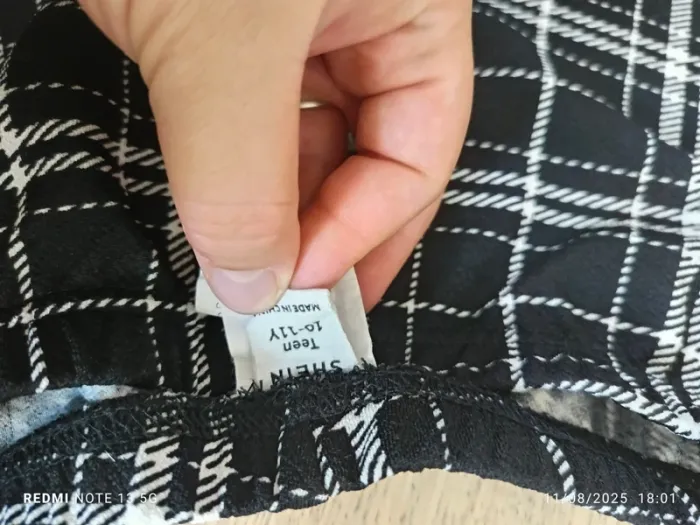 SHEIN
Teen
10-11Y
MADE IN CHINA
REDMI NOTE 13 5G
11/08/2025 18:01